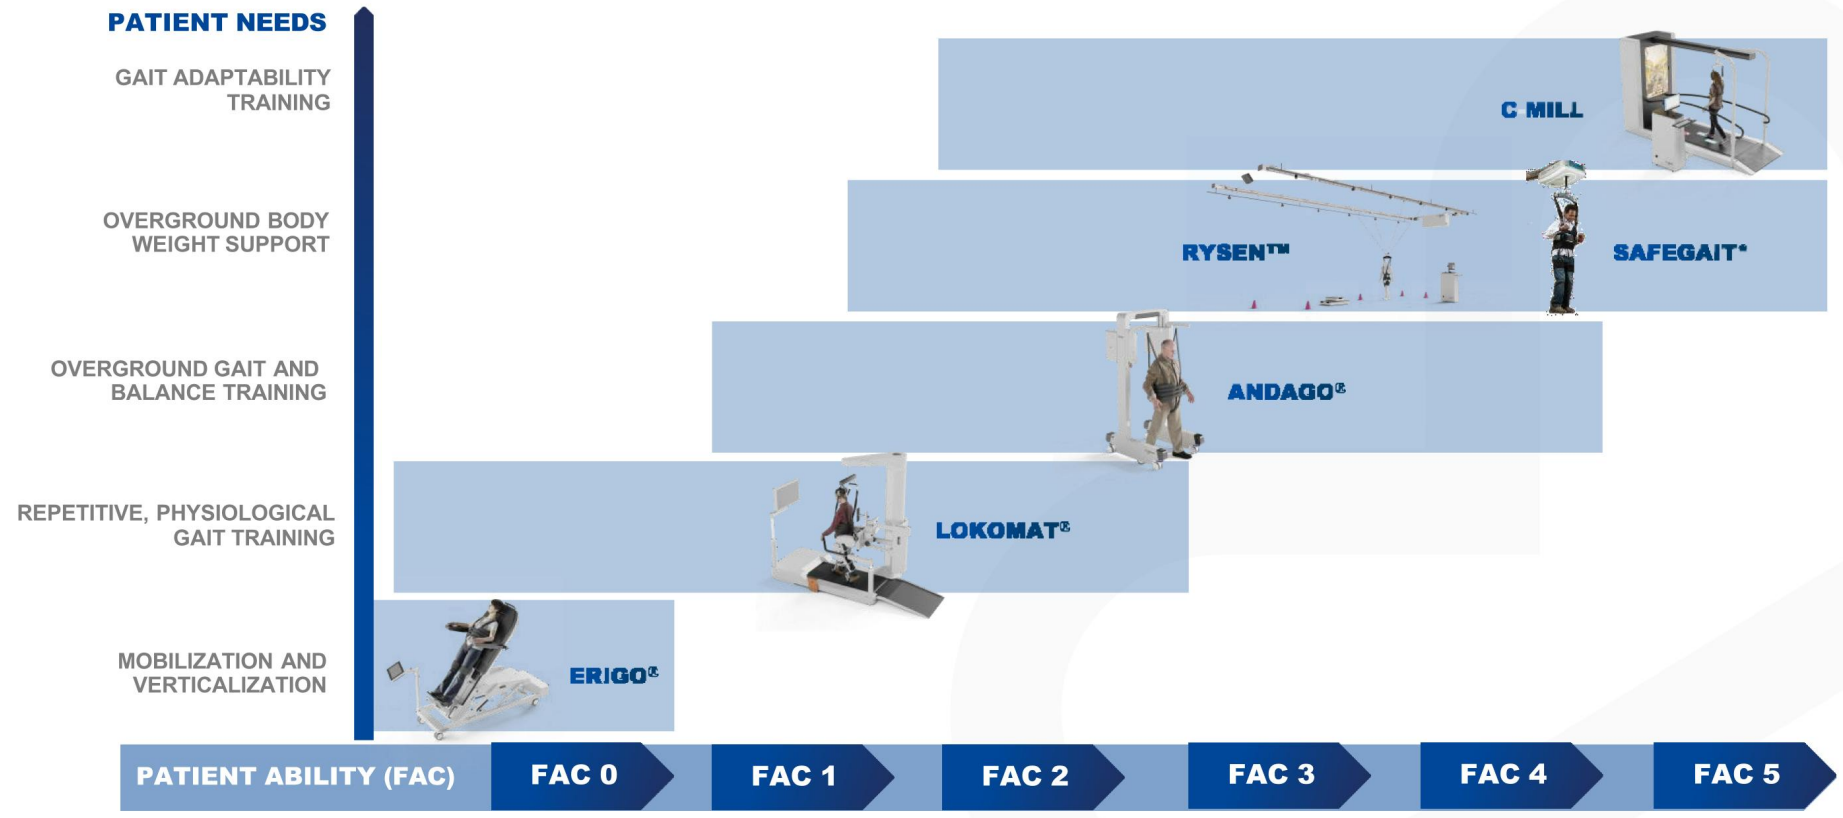 PATIENT NEEDS
GAIT ADAPTABILITY
TRAINING
C-MILL
OVERGROUND BODY
WEIGHT SUPPORT
RYSEN™
SAFEGAIT®
OVERGROUND GAIT AND
BALANCE TRAINING
ANDAGO®
REPETITIVE, PHYSIOLOGICAL
GAIT TRAINING
LOKOMAT®
MOBILIZATION AND
VERTICALIZATION
ERIGO®
PATIENT ABILITY (FAC)
FAC 0
FAC 1
FAC 2
FAC 3
FAC 4
FAC 5